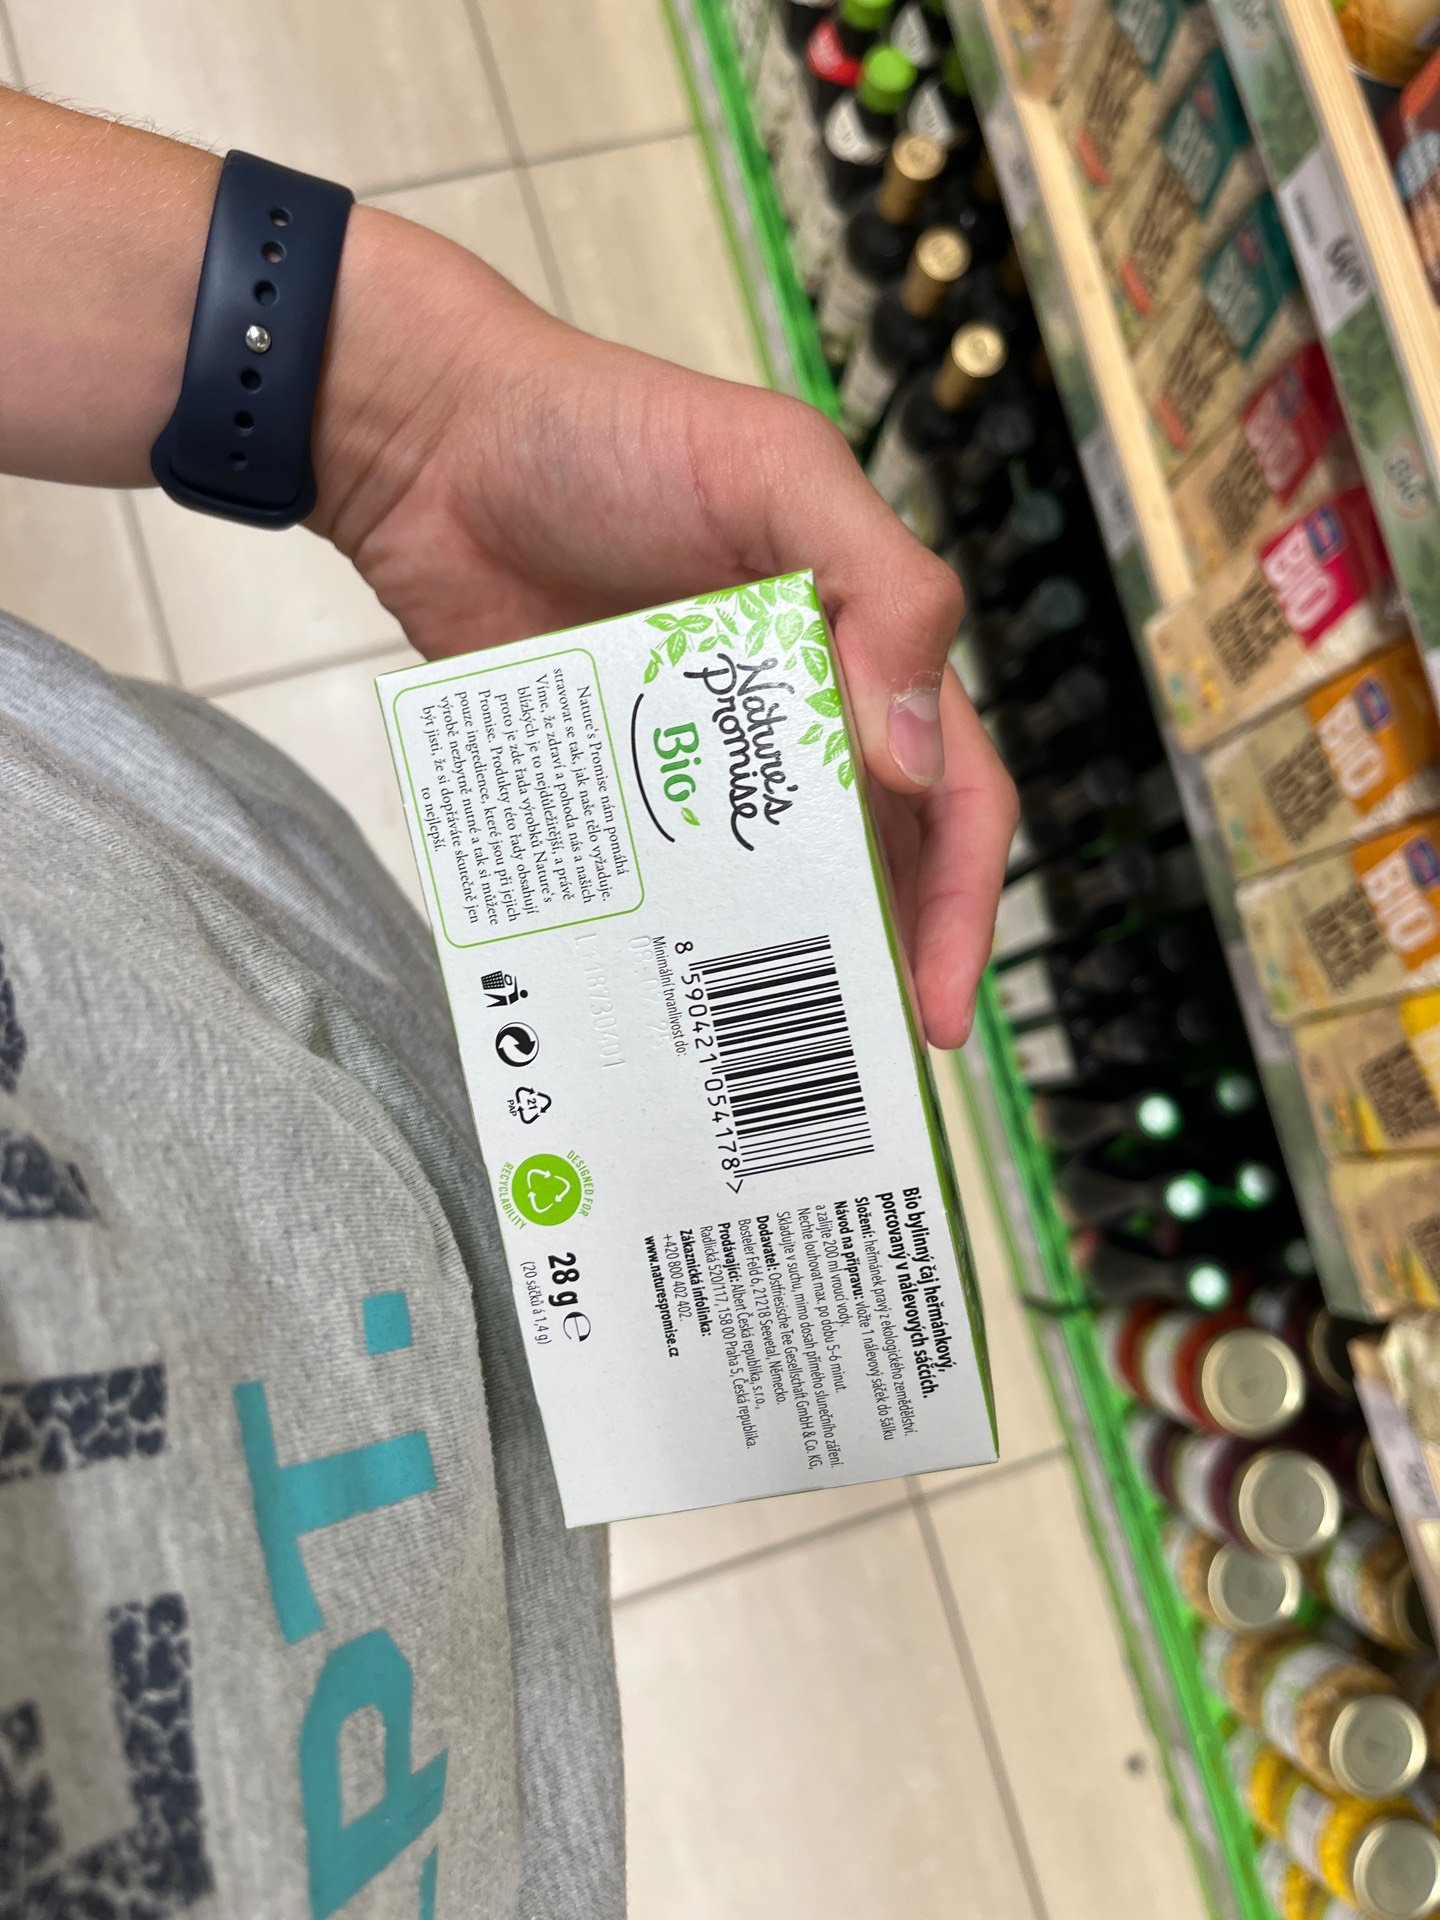 Nature's
Promise
Bio
Nature's Promise nám pomáhá
stravovat se tak, jak naše tělo vyžaduje.
Víme, že zdraví a pohoda nás a našich
blízkých je to nejdůležitější, a právě
proto je zde řada výrobků Nature's
Promise. Produkty této řady obsahují
pouze ingredience, které jsou při jejich
výrobě nezbytně nutné a tak si můžete
být jisti, že si dopřáváte skutečně jen
to nejlepší.
8 590421 054178 >
Minimální trvanlivost do:
L118730401
21
PAP
DESIGNED FOR
RECYCLABILITY
Bio bylinný čaj heřmánkový,
porcovaný v nálevových sáčcích.
Složení: heřmánek pravý z ekologického zemědělství.
Návod na přípravu: vložte 1 nálevový sáček do šálku
a zalijte 200 ml vroucí vody.
Nechte louhovat max. po dobu 5-6 minut.
Skladujte v suchu, mimo dosah přímého slunečního záření.
Dodavatel: Ostfriesische Tee Gesellschaft GmbH & Co. KG,
Bosteler Feld 6, 21218 Seevetal, Německo.
Prodávající: Albert Česká republika, s.r.o.,
Radlická 520/117, 158 00 Praha 5, Česká republika.
Zákaznická infolinka:
+420 800 402 402.
www.naturespromise.cz
28 g e
(20 sáčků á 1,4 g)
PT.
BIO
BIO
BIO
BIO
BIO
BIO